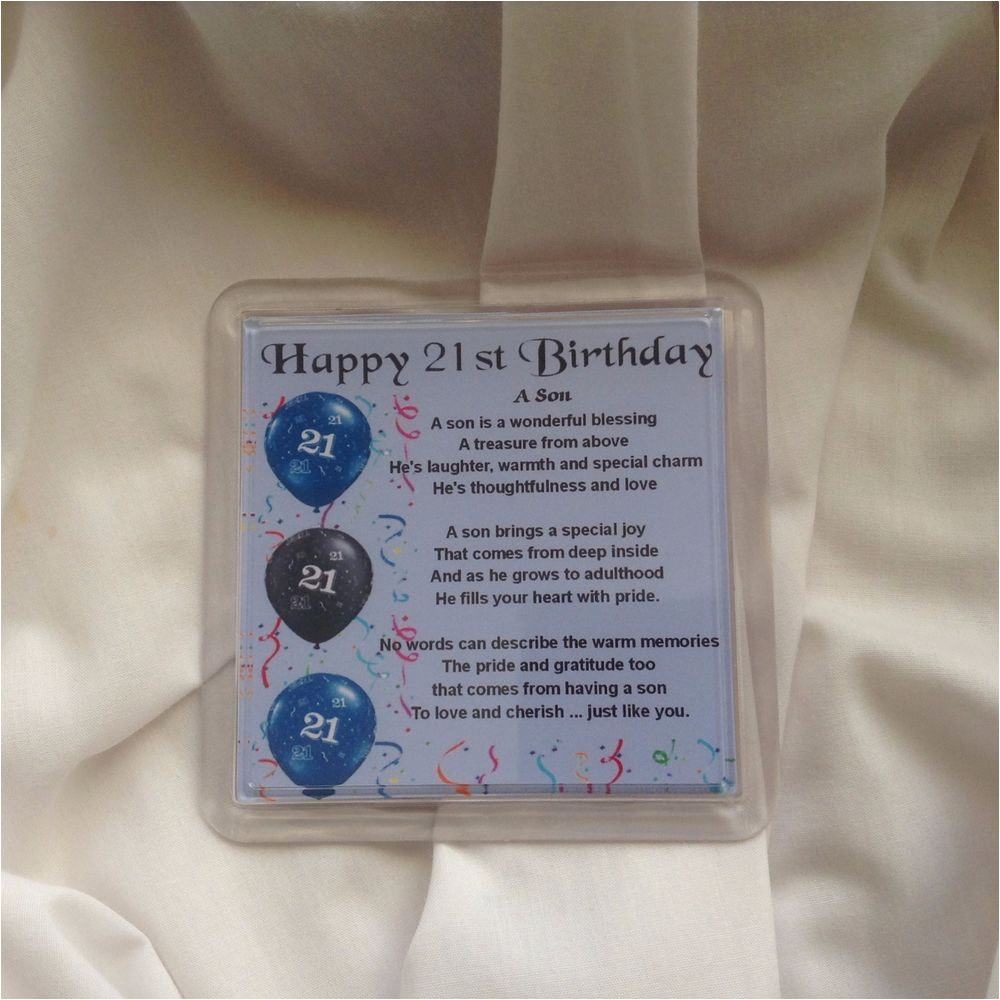 Happy 21st Birthday
A Son
A son is a wonderful blessing
A treasure from above
He's laughter, warmth and special charm
He's thoughtfulness and love
A son brings a special joy
That comes from deep inside
And as he grows to adulthood
He fills your heart with pride.
No words can describe the warm memories
The pride and gratitude too
that comes from having a son
To love and cherish ... just like you.
21
21
21
21
21
21
21
21
21